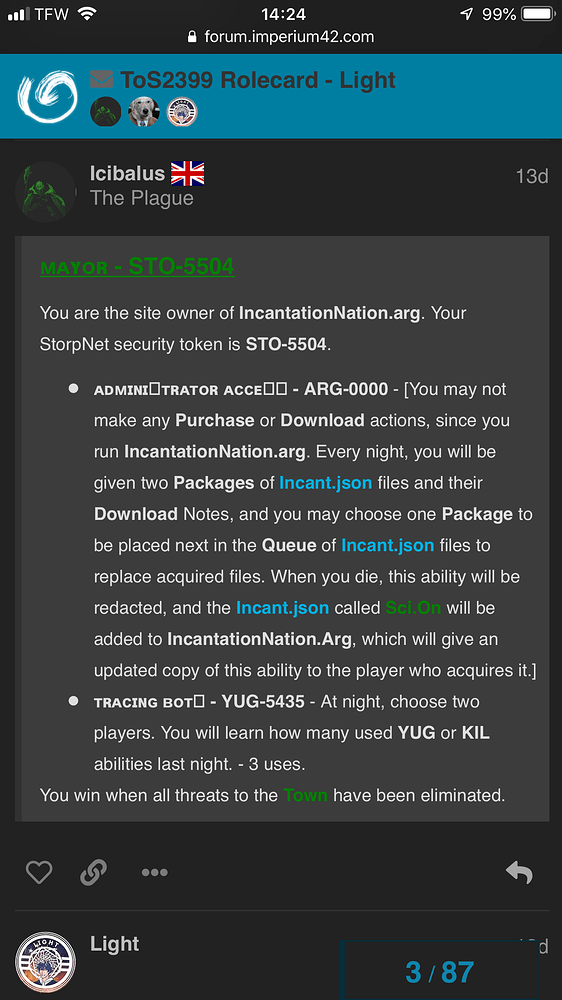 TFW 14:24 99%
forum.imperium42.com
ToS2399 Rolecard - Light
Icibalus 13d
The Plague
ᴍᴀʏᴏʀ - STO-5504
You are the site owner of IncantationNation.arg. Your
StorpNet security token is STO-5504.
• ᴀᴅᴍɪɴɪ□ᴛʀᴀᴛᴏʀ ᴀᴄᴄᴇ□□ - ARG-0000 - [You may not
make any Purchase or Download actions, since you
run IncantationNation.arg. Every night, you will be
given two Packages of Incant.json files and their
Download Notes, and you may choose one Package to
be placed next in the Queue of Incant.json files to
replace acquired files. When you die, this ability will be
redacted, and the Incant.json called Sci.On will be
added to IncantationNation.Arg, which will give an
updated copy of this ability to the player who acquires it.]
• ᴛʀᴀᴄɪɴɢ ʙᴏᴛ□ - YUG-5435 - At night, choose two
players. You will learn how many used YUG or KIL
abilities last night. - 3 uses.
You win when all threats to the Town have been eliminated.
LIGHT
Light
3 / 87